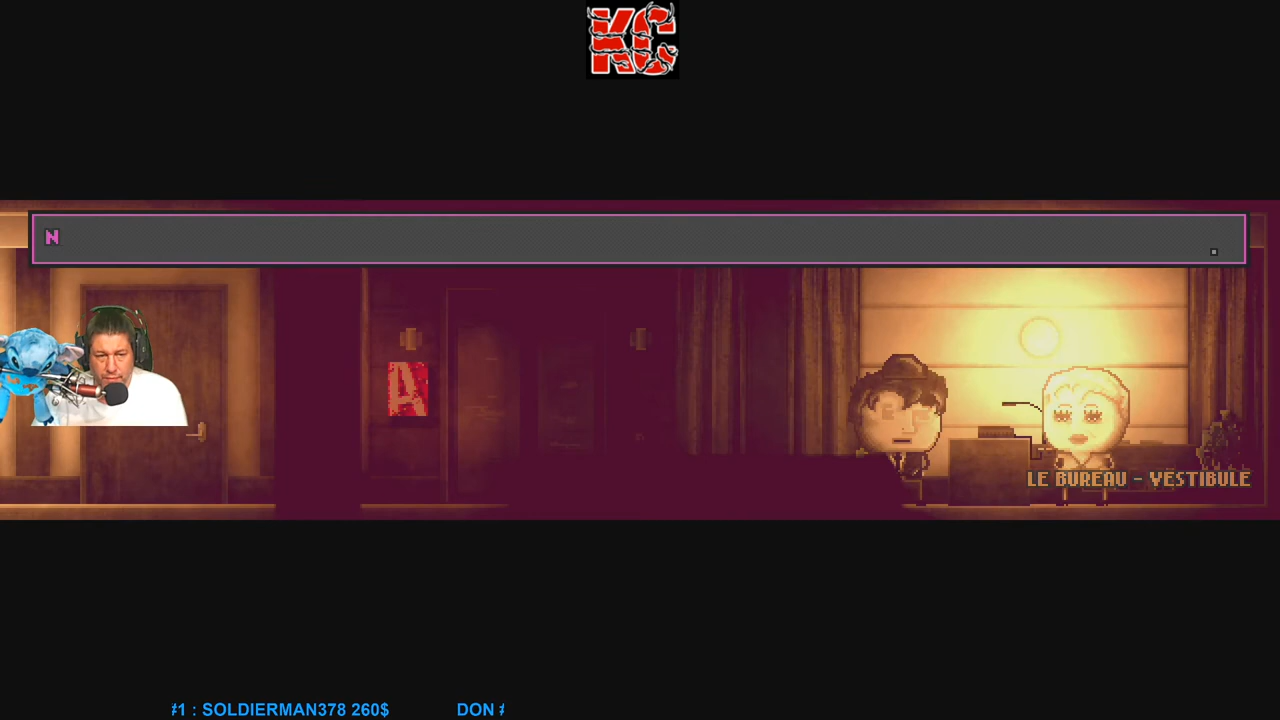 KC
N
A
LE BUREAU - VESTIBULE
#1 : SOLDIERMAN378 260$ DON #